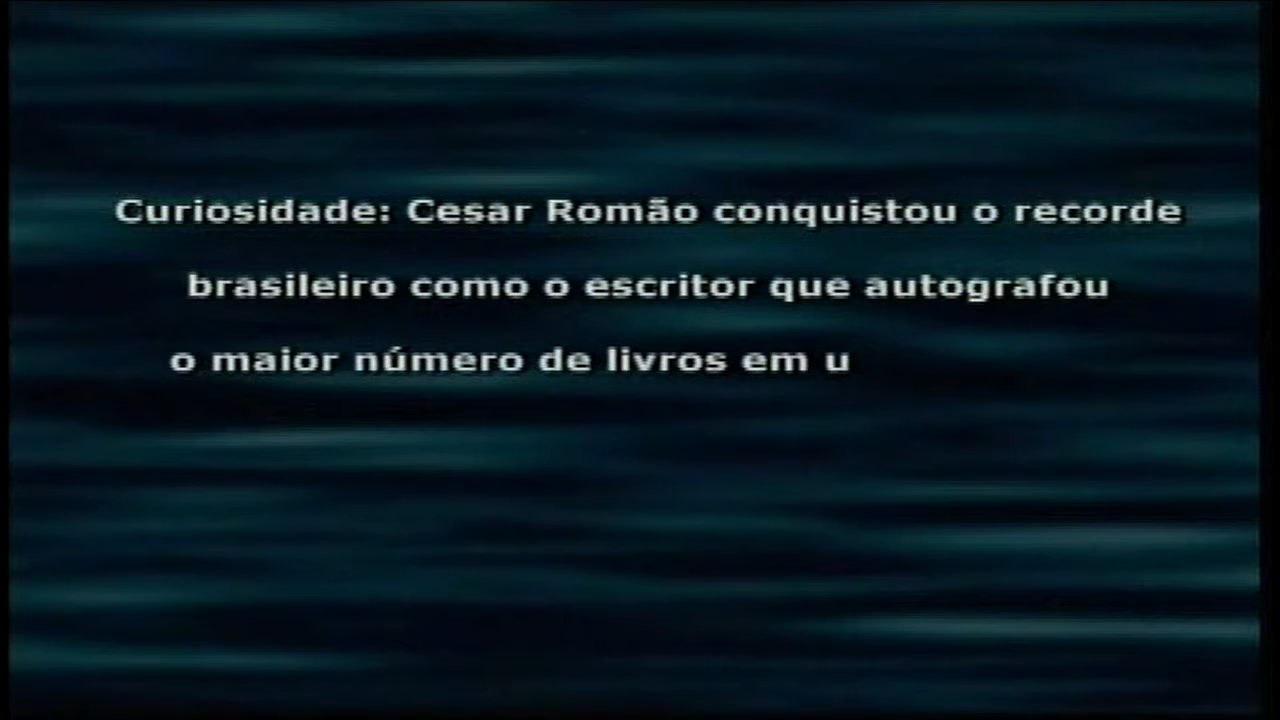 Curiosidade: Cesar Romão conquistou o recorde
brasileiro como o escritor que autografou
o maior número de livros em u